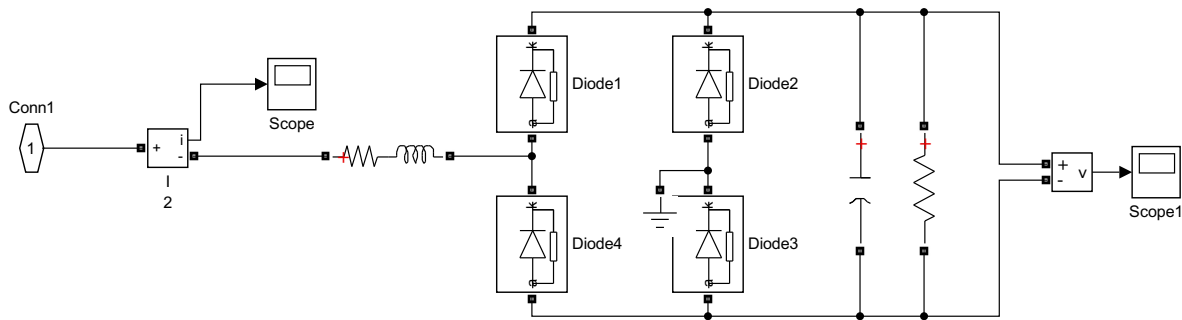 Conn1
1
+
i
-
I
2
Scope
+
Diode1
Diode2
Diode4
Diode3
+
+
+
-
v
Scope1